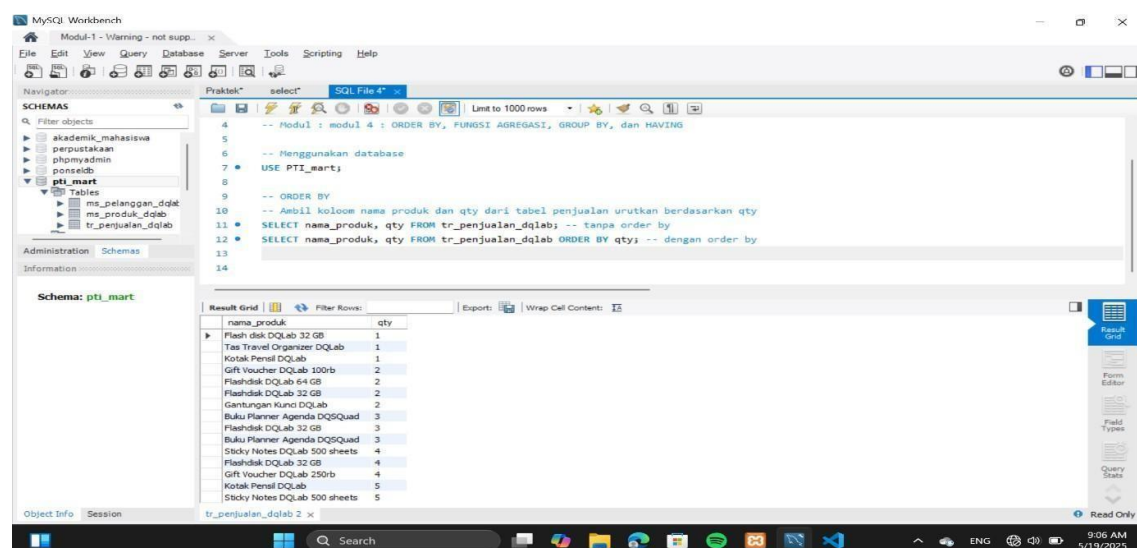 MySQL Workbench
Modul-1 - Warning - not supp...
File Edit View Query Database Server Tools Scripting Help
Navigator
Praktek* select* SQL File 4*
SCHEMAS
Limit to 1000 rows
Filter objects
akademik_mahasiswa
perpustakaan
phpmyadmin
ponseldb
pti_mart
Tables
ms_pelanggan_dqlat
ms_produk_dqlab
tr_penjualan_dqlab
Administration Schemas
Information
Schema: pti_mart
4 -- Modul : modul 4 : ORDER BY, FUNGSI AGREGASI, GROUP BY, dan HAVING
5
6 -- Menggunakan database
7 USE PTI_mart;
8
9 -- ORDER BY
10 -- Ambil koloom nama produk dan qty dari tabel penjualan urutkan berdasarkan qty
11 SELECT nama_produk, qty FROM tr_penjualan_dqlab; -- tanpa order by
12 SELECT nama_produk, qty FROM tr_penjualan_dqlab ORDER BY qty; -- dengan order by
13
14
Result Grid Filter Rows: Export: Wrap Cell Content:
nama_produk qty
Flash disk DQLab 32 GB 1
Tas Travel Organizer DQLab 1
Kotak Pensil DQLab 1
Gift Voucher DQLab 100rb 2
Flashdisk DQLab 64 GB 2
Flashdisk DQLab 32 GB 2
Gantungan Kunci DQLab 2
Buku Planner Agenda DQSQuad 3
Flashdisk DQLab 32 GB 3
Buku Planner Agenda DQSQuad 3
Sticky Notes DQLab 500 sheets 4
Flashdisk DQLab 32 GB 4
Gift Voucher DQLab 250rb 4
Kotak Pensil DQLab 5
Sticky Notes DQLab 500 sheets 5
Result Grid
Form Editor
Field Types
Query Stats
Object Info Session
tr_penjualan_dqlab 2
Read Only
Search
ENG
9:06 AM
5/19/2025